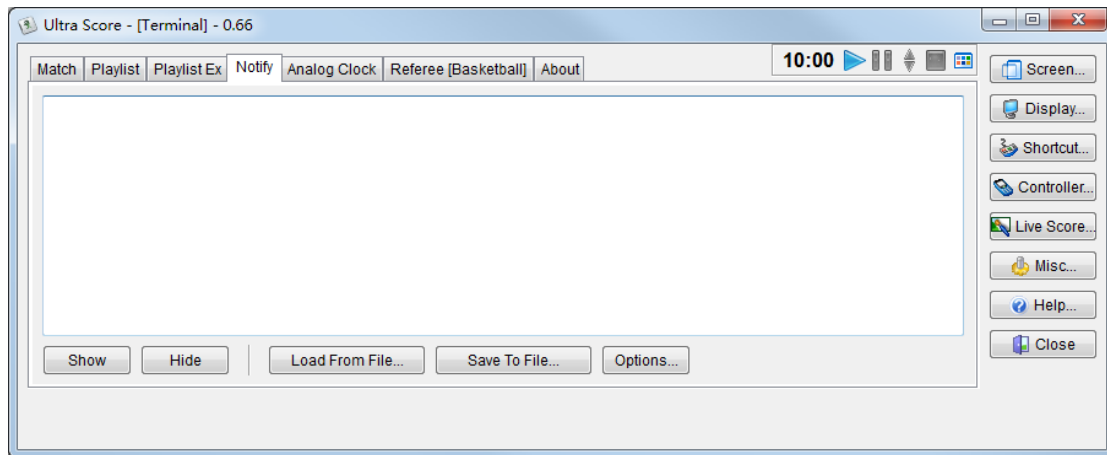 Ultra Score - [Terminal] - 0.66
Match Playlist Playlist Ex Notify Analog Clock Referee [Basketball] About
10:00
Screen...
Display...
Shortcut...
Controller...
Live Score...
Misc...
Help...
Close
Show Hide Load From File... Save To File... Options...